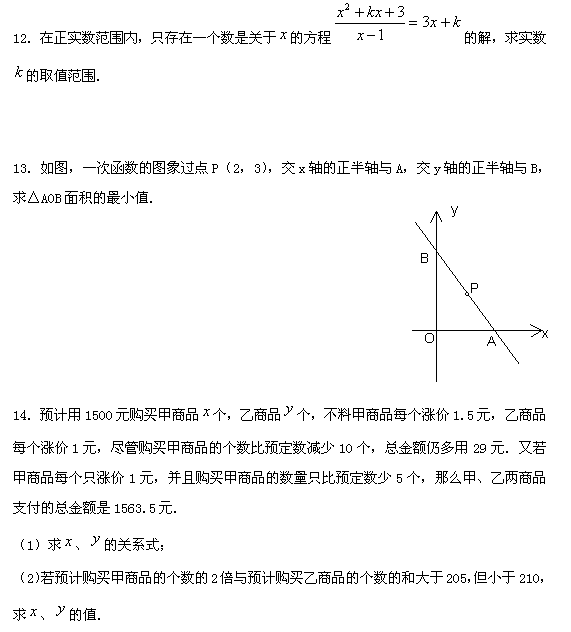 12. 在正实数范围内，只存在一个数是关于 x 的方程 \frac{x^2+kx+3}{x-1}=3x+k 的解，求实数
k 的取值范围.
13. 如图，一次函数的图象过点P（2，3），交x轴的正半轴与A，交y轴的正半轴与B，
求△AOB面积的最小值.
y
B
P
O
A
x
14. 预计用1500元购买甲商品 x 个，乙商品 y 个，不料甲商品每个涨价1.5元，乙商品
每个涨价1元，尽管购买甲商品的个数比预定数减少10个，总金额仍多用29元．又若
甲商品每个只涨价1元，并且购买甲商品的数量只比预定数少5个，那么甲、乙两商品
支付的总金额是1563.5元．
（1）求 x、y 的关系式；
（2）若预计购买甲商品的个数的2倍与预计购买乙商品的个数的和大于205，但小于210，
求 x、y 的值．